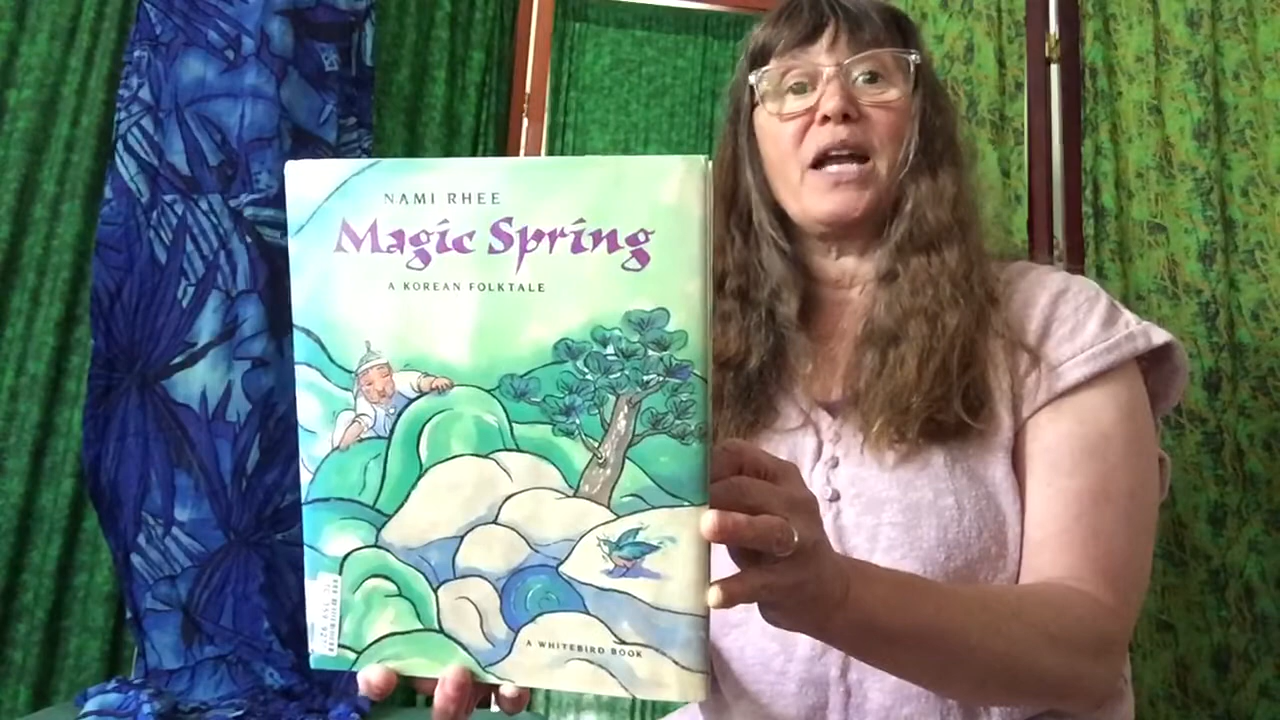 NAMI RHEE
Magic Spring
A KOREAN FOLKTALE
A WHITEBIRD BOOK